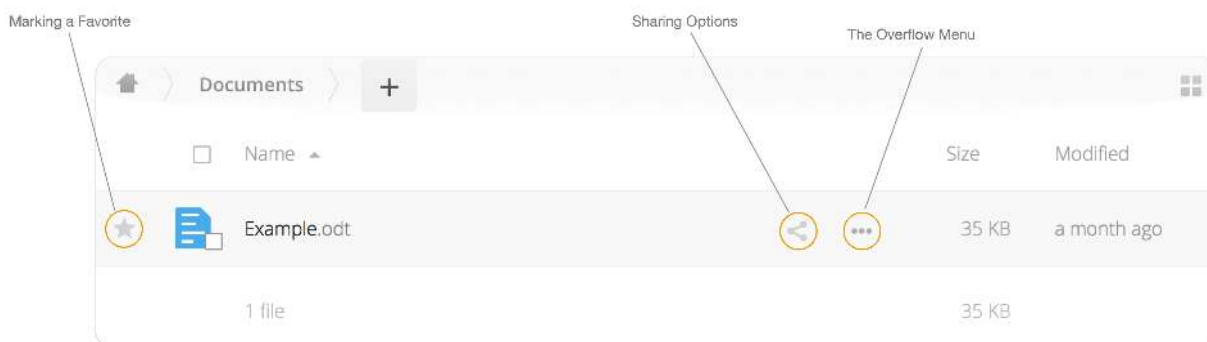 Marking a Favorite
Sharing Options
The Overflow Menu
Documents
+
Name
Size
Modified
Example.odt
35 KB
a month ago
1 file
35 KB